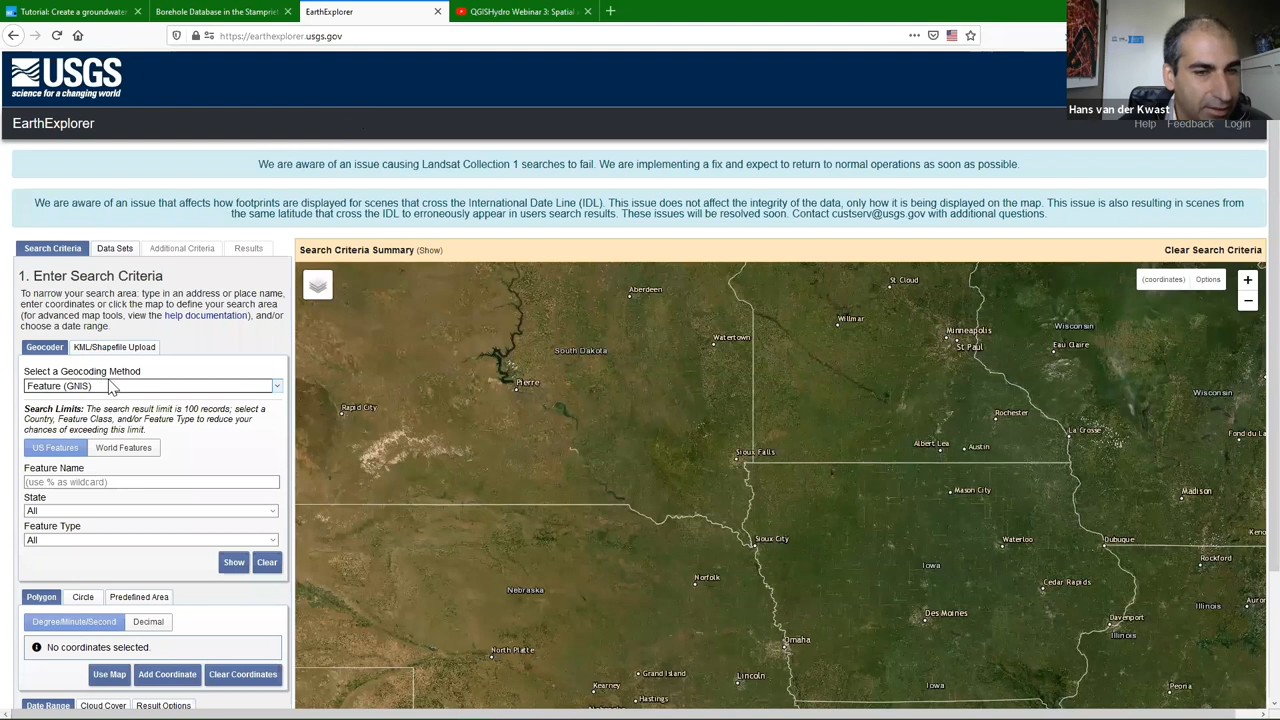 Tutorial: Create a groundwater
Borehole Database in the Stampriet
EarthExplorer
QGISHydro Webinar 3: Spatial
https://earthexplorer.usgs.gov
USGS
science for a changing world
Hans van der Kwast
EarthExplorer
Help
Feedback
Login
We are aware of an issue causing Landsat Collection 1 searches to fail. We are implementing a fix and expect to return to normal operations as soon as possible.
We are aware of an issue that affects how footprints are displayed for scenes that cross the International Date Line (IDL). This issue does not affect the integrity of the data, only how it is being displayed on the map. This issue is also resulting in scenes from
the same latitude that cross the IDL to erroneously appear in users search results. These issues will be resolved soon. Contact custserv@usgs.gov with additional questions.
Search Criteria
Data Sets
Additional Criteria
Results
1. Enter Search Criteria
To narrow your search area: type in an address or place name,
enter coordinates or click the map to define your search area
(for advanced map tools, view the help documentation), and/or
choose a date range.
Geocoder
KML/Shapefile Upload
Select a Geocoding Method
Feature (GNIS)
Search Limits: The search result limit is 100 records; select a
Country, Feature Class, and/or Feature Type to reduce your
chances of exceeding this limit.
US Features
World Features
Feature Name
(use % as wildcard)
State
All
Feature Type
All
Show
Clear
Polygon
Circle
Predefined Area
Degree/Minute/Second
Decimal
No coordinates selected.
Use Map
Add Coordinate
Clear Coordinates
Date Range
Cloud Cover
Result Options
Search Criteria Summary (Show)
Clear Search Criteria
(coordinates)
Options
+
−
St Cloud
Aberdeen
Willmar
Minneapolis
Wisconsin
Watertown
St. Paul
Eau Claire
South Dakota
Pierre
Wisconsin
Rapid City
Rochester
La Crosse
Fond du La
Albert Lea
Austin
Sioux Falls
Mason City
Madison
Sioux City
Waterloo
Dubuque
Keno
Rockford
Iowa
Norfolk
Cedar Rapids
Nebraska
Illinois
Auror
Des Moines
Davenport
Illinois
Omaha
North Platte
Grand Island
Lincoln
Iowa
Peoria
Kearney
Hastings